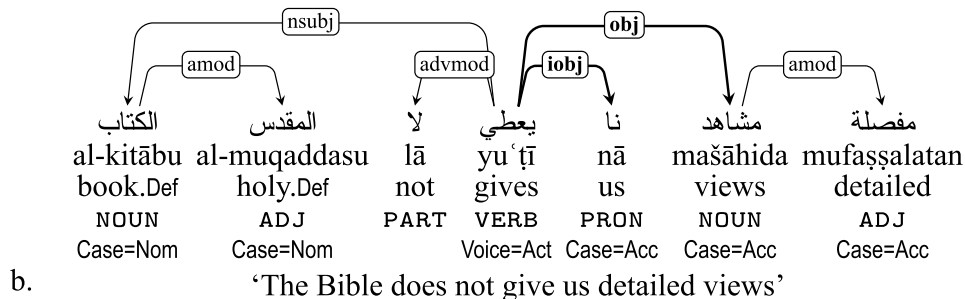 nsubj obj
amod advmod iobj amod
الكتاب المقدس لا يعطي نا مشاهد مفصلة
al-kitābu al-muqaddasu lā yuʿṭī nā mašāhida mufaṣṣalatan
book.Def holy.Def not gives us views detailed
NOUN ADJ PART VERB PRON NOUN ADJ
Case=Nom Case=Nom Voice=Act Case=Acc Case=Acc Case=Acc
b. ‘The Bible does not give us detailed views’